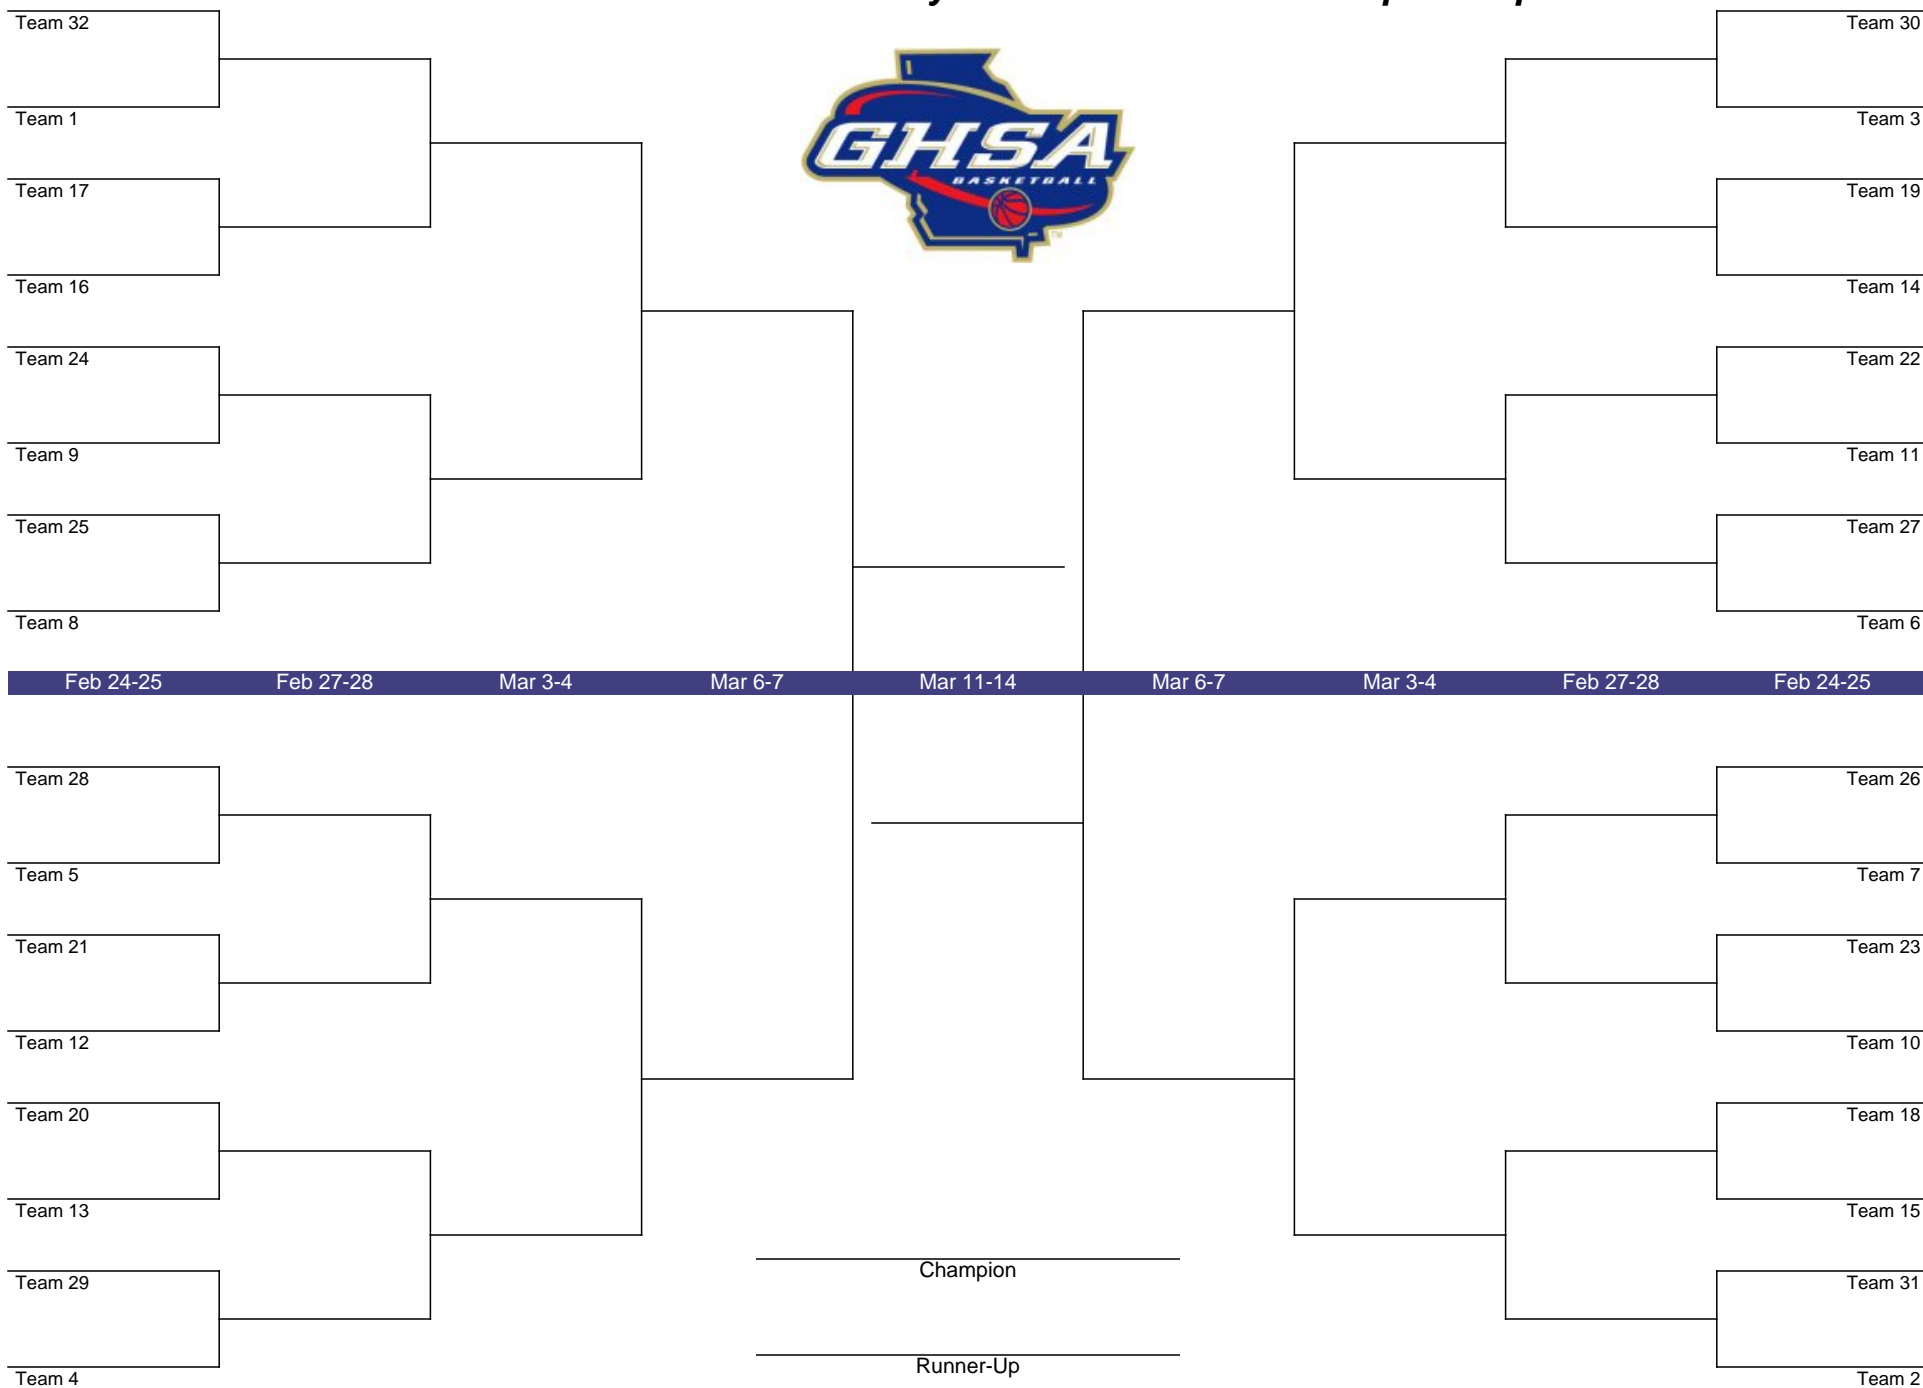 Team 32
Team 30
Team 1
Team 3
GHSA
BASKETBALL
TM
Team 17
Team 19
Team 16
Team 14
Team 24
Team 22
Team 9
Team 11
Team 25
Team 27
Team 8
Team 6
Feb 24-25 Feb 27-28 Mar 3-4 Mar 6-7 Mar 11-14 Mar 6-7 Mar 3-4 Feb 27-28 Feb 24-25
Team 28
Team 26
Team 5
Team 7
Team 21
Team 23
Team 12
Team 10
Team 20
Team 18
Team 13
Team 15
Champion
Team 29
Team 31
Runner-Up
Team 4
Team 2